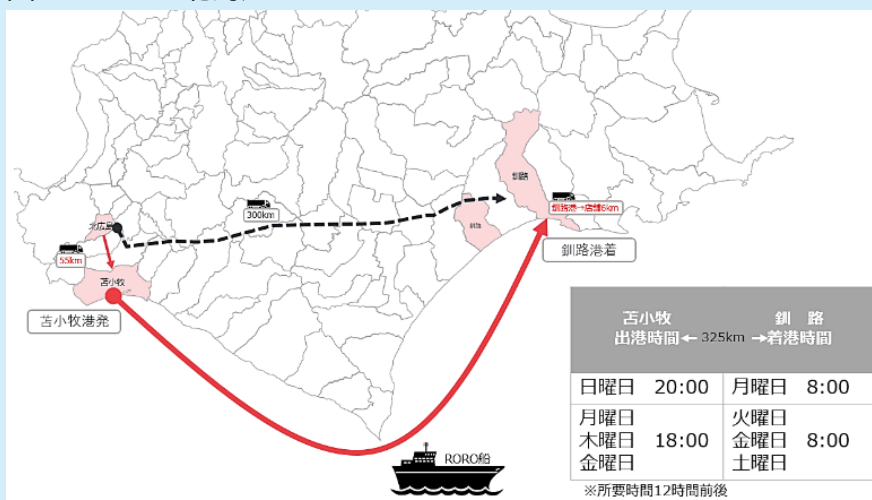 北広島
300km
釧路
釧路
釧路港→店舗6km
55km
苫小牧
苫小牧港発
釧路港着
苫小牧 釧 路
出港時間← 325km →着港時間
日曜日 20:00 月曜日 8:00
月曜日 火曜日
木曜日 18:00 金曜日 8:00
金曜日 土曜日
RORO船
※所要時間12時間前後